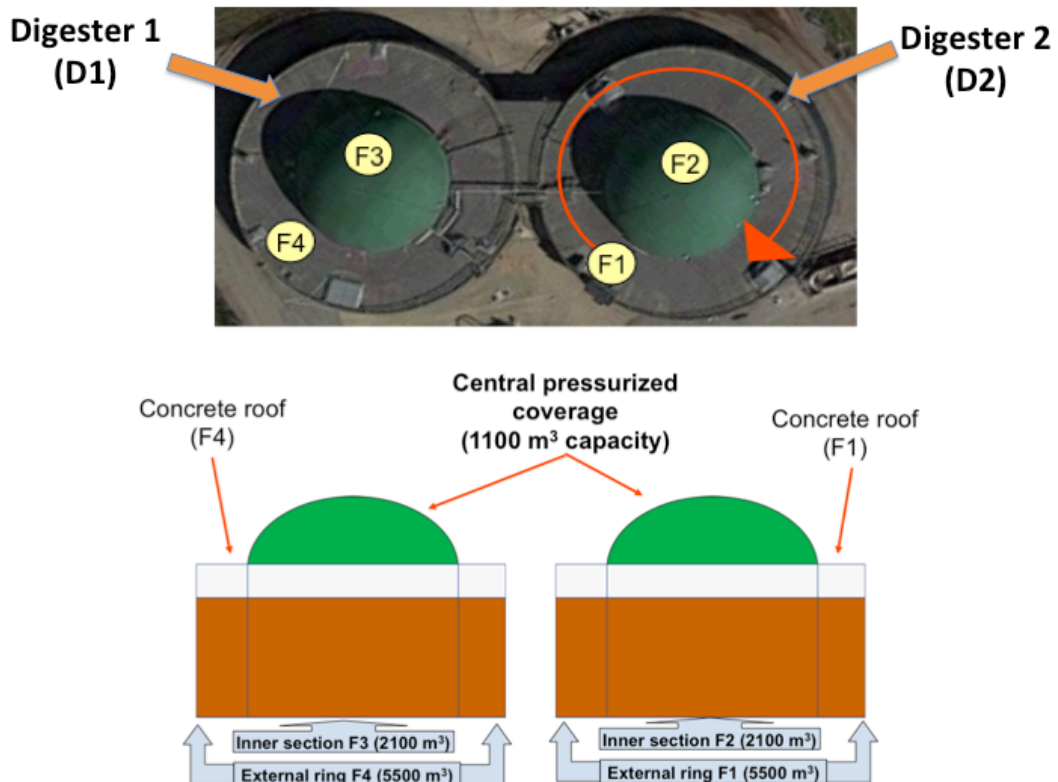 Digester 1
(D1)
Digester 2
(D2)
F3
F2
F4
F1
Central pressurized
coverage
(1100 m³ capacity)
Concrete roof
(F4)
Concrete roof
(F1)
Inner section F3 (2100 m³)
Inner section F2 (2100 m³)
External ring F4 (5500 m³)
External ring F1 (5500 m³)